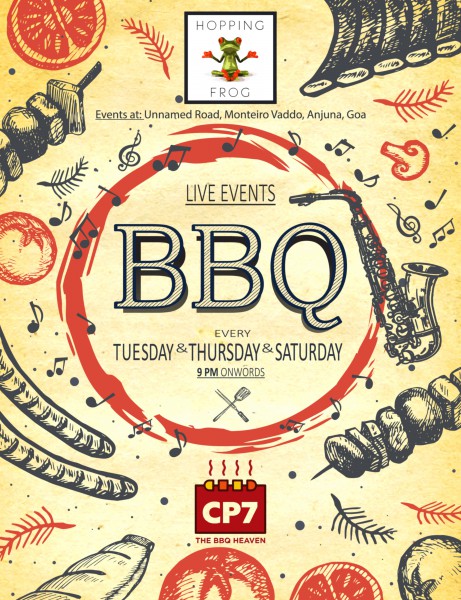 HOPPING
FROG
Events at: Unnamed Road, Monteiro Vaddo, Anjuna, Goa
LIVE EVENTS
BBQ
EVERY
TUESDAY & THURSDAY & SATURDAY
9 PM ONWORDS
CP7
THE BBQ HEAVEN